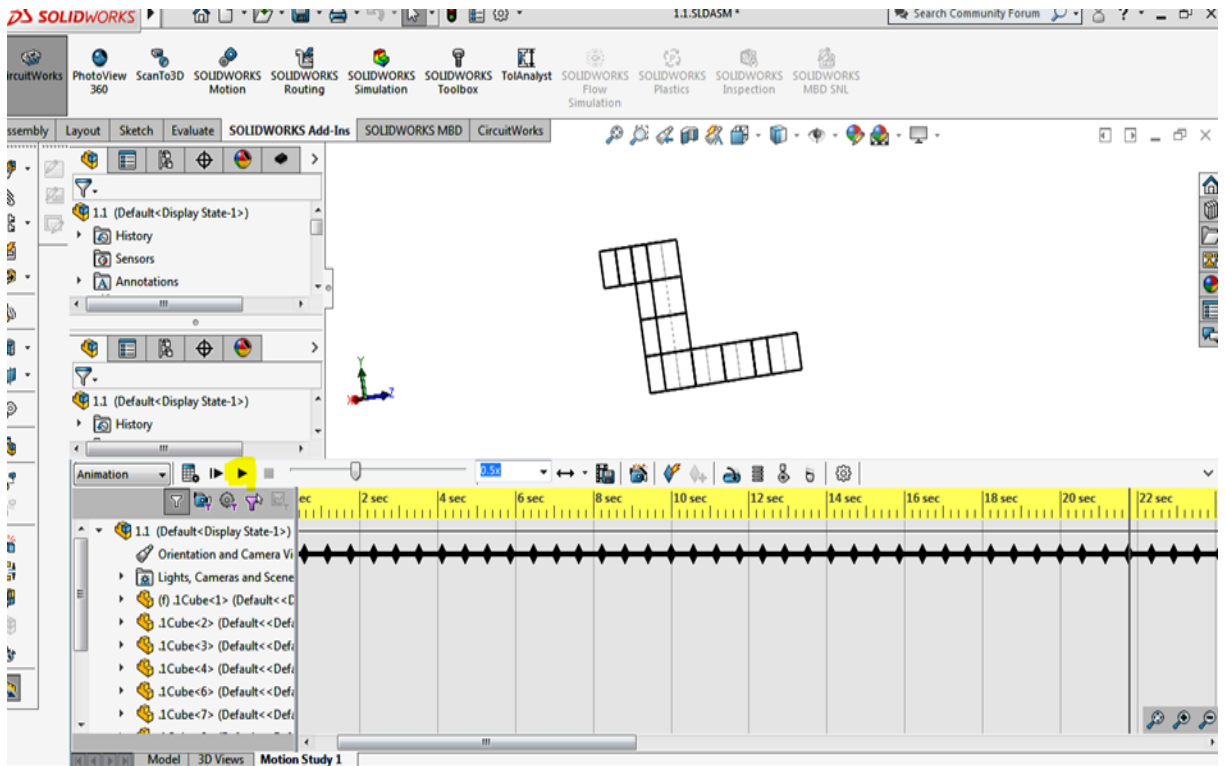 SOLIDWORKS
1.1.SLDASM *
Search Community Forum
ircuitWorks
PhotoView 360
ScanTo3D
SOLIDWORKS Motion
SOLIDWORKS Routing
SOLIDWORKS Simulation
SOLIDWORKS Toolbox
TolAnalyst
SOLIDWORKS Flow Simulation
SOLIDWORKS Plastics
SOLIDWORKS Inspection
SOLIDWORKS MBD SNL
ssembly Layout Sketch Evaluate SOLIDWORKS Add-Ins SOLIDWORKS MBD CircuitWorks
1.1 (Default<Display State-1>)
History
Sensors
Annotations
1.1 (Default<Display State-1>)
History
Y
X Z
Animation 0.5x
ec 2 sec 4 sec 6 sec 8 sec 10 sec 12 sec 14 sec 16 sec 18 sec 20 sec 22 sec
1.1 (Default<Display State-1>)
Orientation and Camera Vi
Lights, Cameras and Scene
(f) .1Cube<1> (Default<<D
.1Cube<2> (Default<<Defa
.1Cube<3> (Default<<Defa
.1Cube<4> (Default<<Defa
.1Cube<6> (Default<<Defa
.1Cube<7> (Default<<Defa
Model 3D Views Motion Study 1